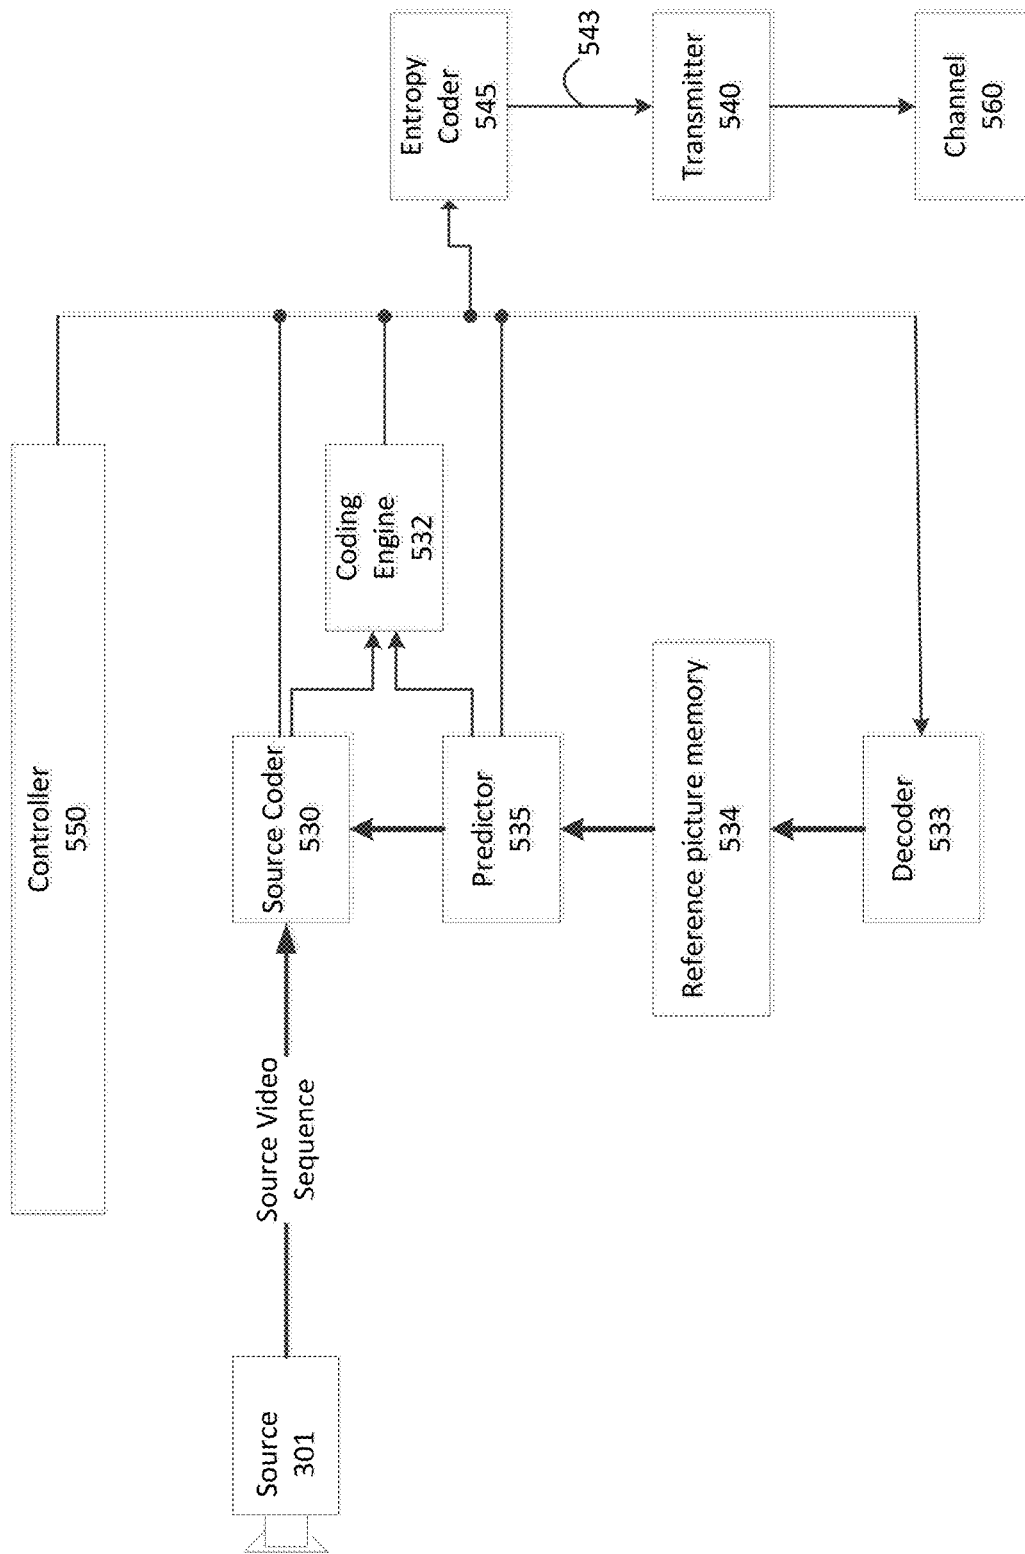 Controller
550
Source
301
Source Video
Sequence
Source Coder
530
Coding
Engine
532
Predictor
535
Reference picture memory
534
Decoder
533
Entropy
Coder
545
543
Transmitter
540
Channel
560